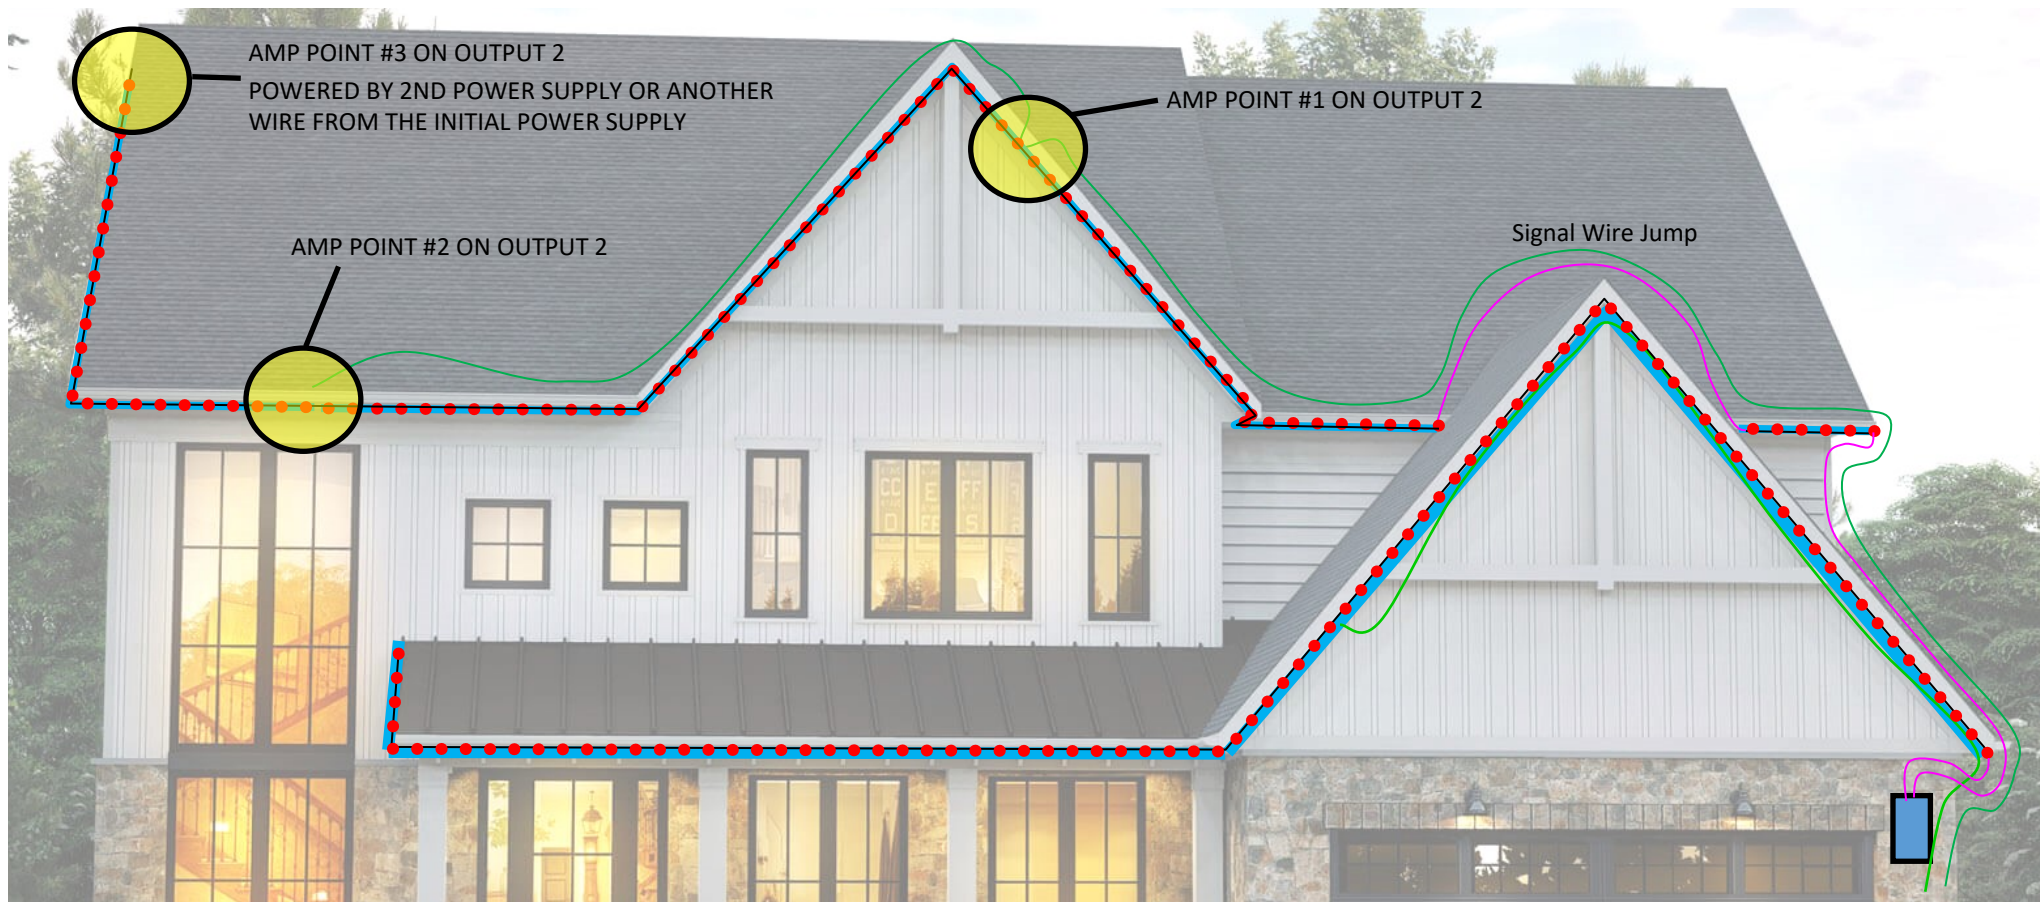 AMP POINT #3 ON OUTPUT 2
POWERED BY 2ND POWER SUPPLY OR ANOTHER
WIRE FROM THE INITIAL POWER SUPPLY
AMP POINT #1 ON OUTPUT 2
AMP POINT #2 ON OUTPUT 2
Signal Wire Jump